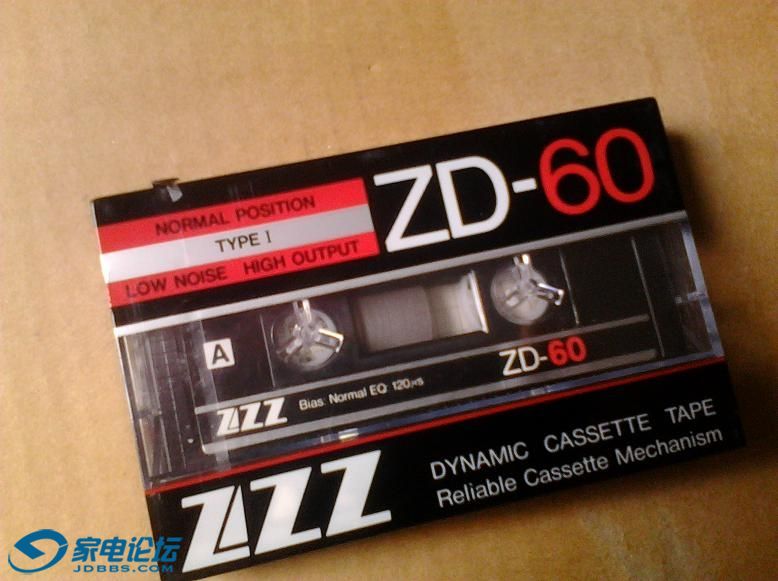 ZD-60
NORMAL POSITION
TYPE I
LOW NOISE HIGH OUTPUT
A
ZD-60
ZZZ Bias: Normal EQ: 120μs
ZZZ
DYNAMIC CASSETTE TAPE
Reliable Cassette Mechanism
家电论坛
JDBBS.COM